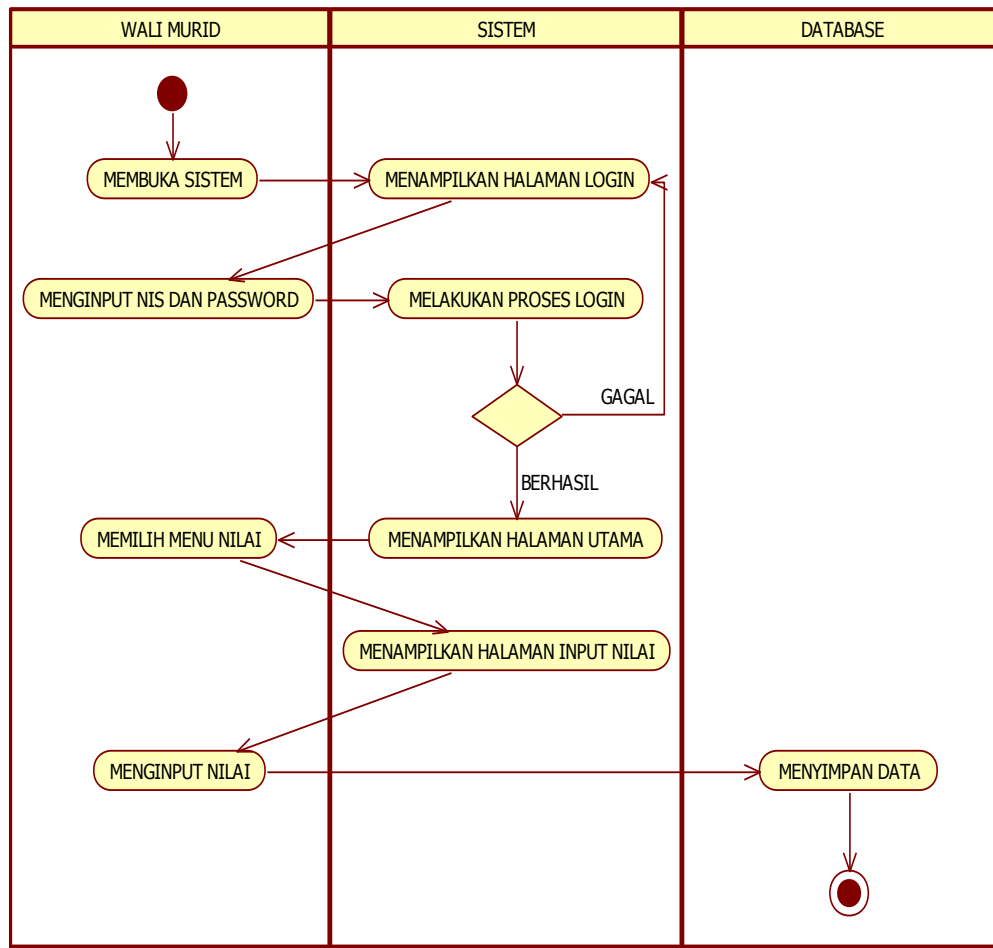 WALI MURID
SISTEM
DATABASE
MEMBUKA SISTEM
MENAMPILKAN HALAMAN LOGIN
MENGINPUT NIS DAN PASSWORD
MELAKUKAN PROSES LOGIN
GAGAL
BERHASIL
MEMILIH MENU NILAI
MENAMPILKAN HALAMAN UTAMA
MENAMPILKAN HALAMAN INPUT NILAI
MENGINPUT NILAI
MENYIMPAN DATA